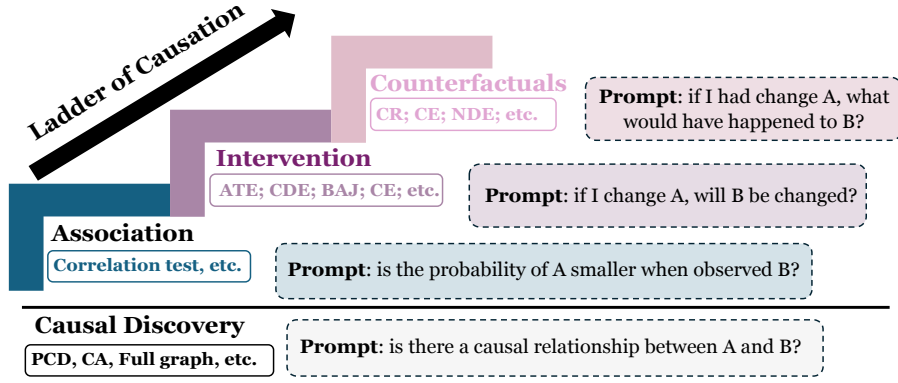 Ladder of Causation
Counterfactuals
CR; CE; NDE; etc.
Prompt: if I had change A, what
would have happened to B?
Intervention
ATE; CDE; BAJ; CE; etc.
Prompt: if I change A, will B be changed?
Association
Correlation test, etc.
Prompt: is the probability of A smaller when observed B?
Causal Discovery
PCD, CA, Full graph, etc.
Prompt: is there a causal relationship between A and B?